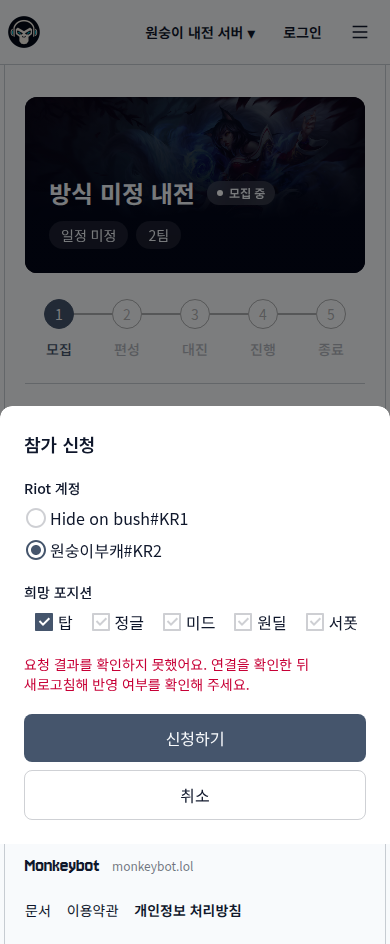 원숭이 내전 서버 ▾
로그인
방식 미정 내전
모집 중
일정 미정
2팀
1
2
3
4
5
모집
편성
대진
진행
종료
참가 신청
Riot 계정
Hide on bush#KR1
원숭이부캐#KR2
희망 포지션
탑
정글
미드
원딜
서폿
요청 결과를 확인하지 못했어요. 연결을 확인한 뒤
새로고침해 반영 여부를 확인해 주세요.
신청하기
취소
Monkeybot
monkeybot.lol
문서
이용약관
개인정보 처리방침